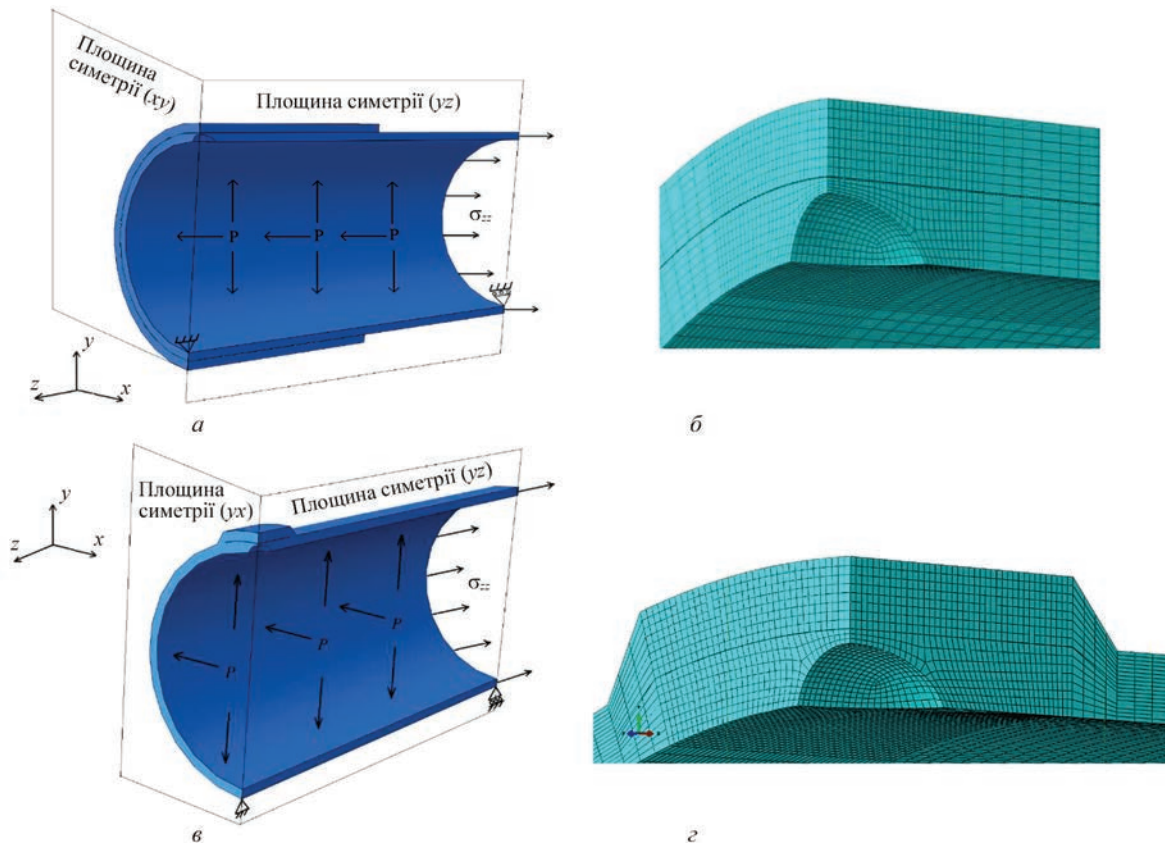 Площина
симетрії (xy)
Площина симетрії (yz)
P P P
σzz
y
z x
а
б
Площина
симетрії (yx)
Площина симетрії (yz)
y
z x
σzz
P
P
P
в
г